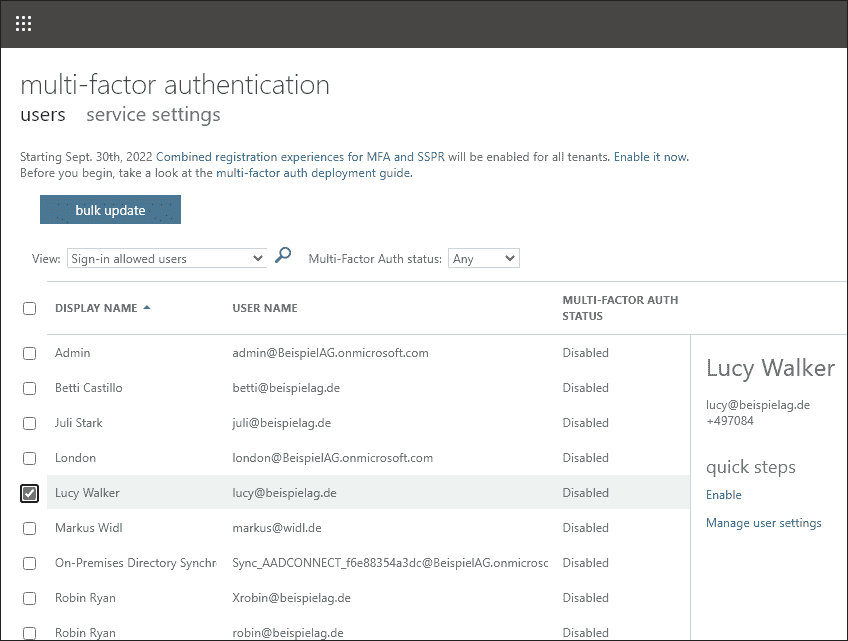 multi-factor authentication
users service settings
Starting Sept. 30th, 2022 Combined registration experiences for MFA and SSPR will be enabled for all tenants. Enable it now.
Before you begin, take a look at the multi-factor auth deployment guide.
bulk update
View: Sign-in allowed users Multi-Factor Auth status: Any
DISPLAY NAME USER NAME MULTI-FACTOR AUTH
STATUS
Admin admin@BeispielAG.onmicrosoft.com Disabled
Betti Castillo betti@beispielag.de Disabled
Juli Stark juli@beispielag.de Disabled
London london@BeispielAG.onmicrosoft.com Disabled
Lucy Walker lucy@beispielag.de Disabled
Markus Widl markus@widl.de Disabled
On-Premises Directory Synchr Sync_AADCONNECT_f6e88354a3dc@BeispielAG.onmicrosc Disabled
Robin Ryan Xrobin@beispielag.de Disabled
Robin Ryan robin@beispielag.de Disabled
Lucy Walker
lucy@beispielag.de
+497084
quick steps
Enable
Manage user settings